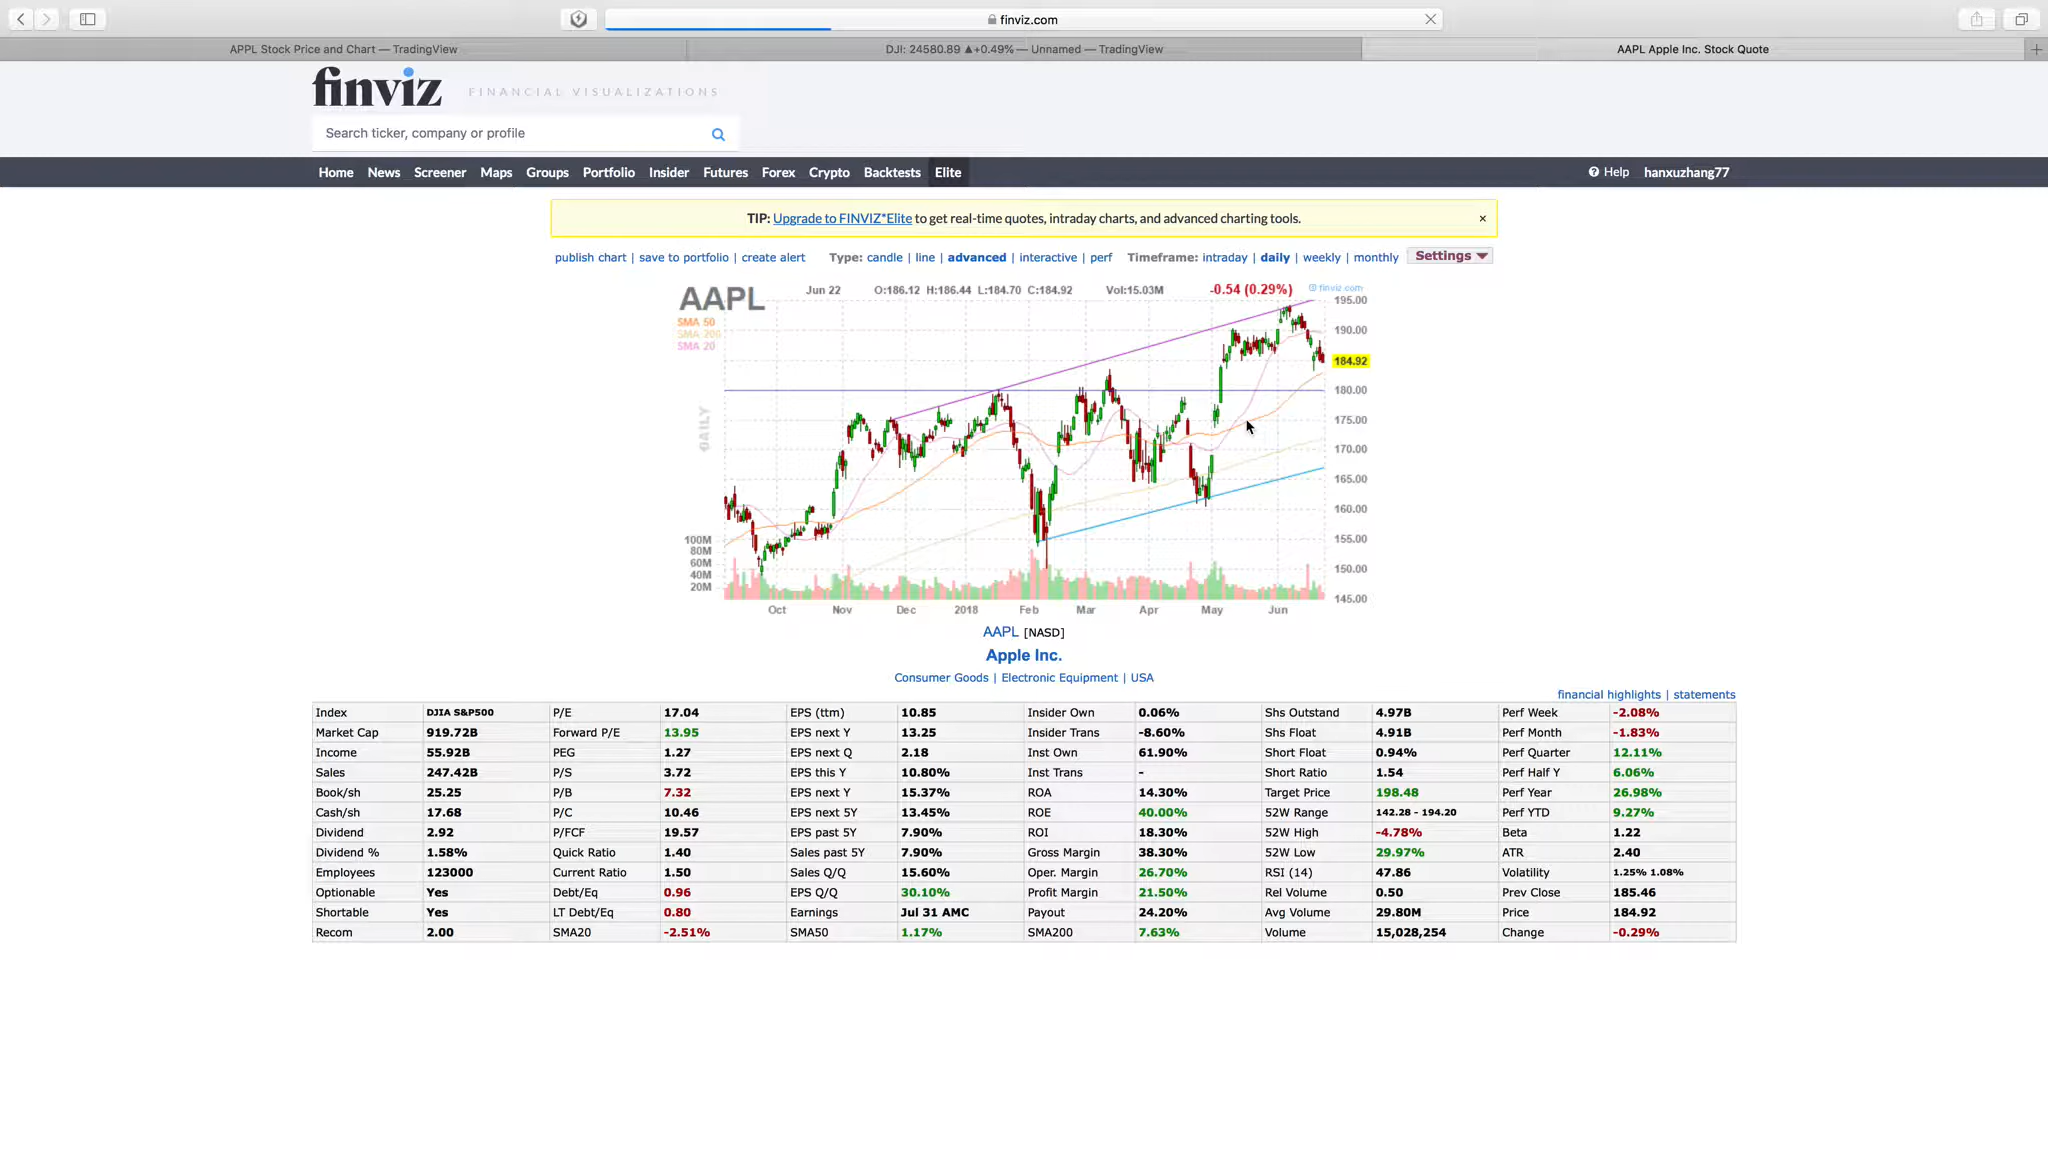 finviz.com
APPL Stock Price and Chart — TradingView
DJI: 24580.89 ▲+0.49% — Unnamed — TradingView
AAPL Apple Inc. Stock Quote
finviz FINANCIAL VISUALIZATIONS
Search ticker, company or profile
Home News Screener Maps Groups Portfolio Insider Futures Forex Crypto Backtests Elite Help hanxuzhang77
TIP: Upgrade to FINVIZ*Elite to get real-time quotes, intraday charts, and advanced charting tools. ×
publish chart | save to portfolio | create alert Type: candle | line | advanced | interactive | perf Timeframe: intraday | daily | weekly | monthly Settings
AAPL Jun 22 O:186.12 H:186.44 L:184.70 C:184.92 Vol:15.03M -0.54 (0.29%) © finviz.com
SMA 50
SMA 200
SMA 20
DAILY
195.00
190.00
184.92
180.00
175.00
170.00
165.00
160.00
155.00
150.00
145.00
100M
80M
60M
40M
20M
Oct Nov Dec 2018 Feb Mar Apr May Jun
AAPL [NASD]
Apple Inc.
Consumer Goods | Electronic Equipment | USA
financial highlights | statements
Index DJIA S&P500 P/E 17.04 EPS (ttm) 10.85 Insider Own 0.06% Shs Outstand 4.97B Perf Week -2.08%
Market Cap 919.72B Forward P/E 13.95 EPS next Y 13.25 Insider Trans -8.60% Shs Float 4.91B Perf Month -1.83%
Income 55.92B PEG 1.27 EPS next Q 2.18 Inst Own 61.90% Short Float 0.94% Perf Quarter 12.11%
Sales 247.42B P/S 3.72 EPS this Y 10.80% Inst Trans - Short Ratio 1.54 Perf Half Y 6.06%
Book/sh 25.25 P/B 7.32 EPS next Y 15.37% ROA 14.30% Target Price 198.48 Perf Year 26.98%
Cash/sh 17.68 P/C 10.46 EPS next 5Y 13.45% ROE 40.00% 52W Range 142.28 - 194.20 Perf YTD 9.27%
Dividend 2.92 P/FCF 19.57 EPS past 5Y 7.90% ROI 18.30% 52W High -4.78% Beta 1.22
Dividend % 1.58% Quick Ratio 1.40 Sales past 5Y 7.90% Gross Margin 38.30% 52W Low 29.97% ATR 2.40
Employees 123000 Current Ratio 1.50 Sales Q/Q 15.60% Oper. Margin 26.70% RSI (14) 47.86 Volatility 1.25% 1.08%
Optionable Yes Debt/Eq 0.96 EPS Q/Q 30.10% Profit Margin 21.50% Rel Volume 0.50 Prev Close 185.46
Shortable Yes LT Debt/Eq 0.80 Earnings Jul 31 AMC Payout 24.20% Avg Volume 29.80M Price 184.92
Recom 2.00 SMA20 -2.51% SMA50 1.17% SMA200 7.63% Volume 15,028,254 Change -0.29%